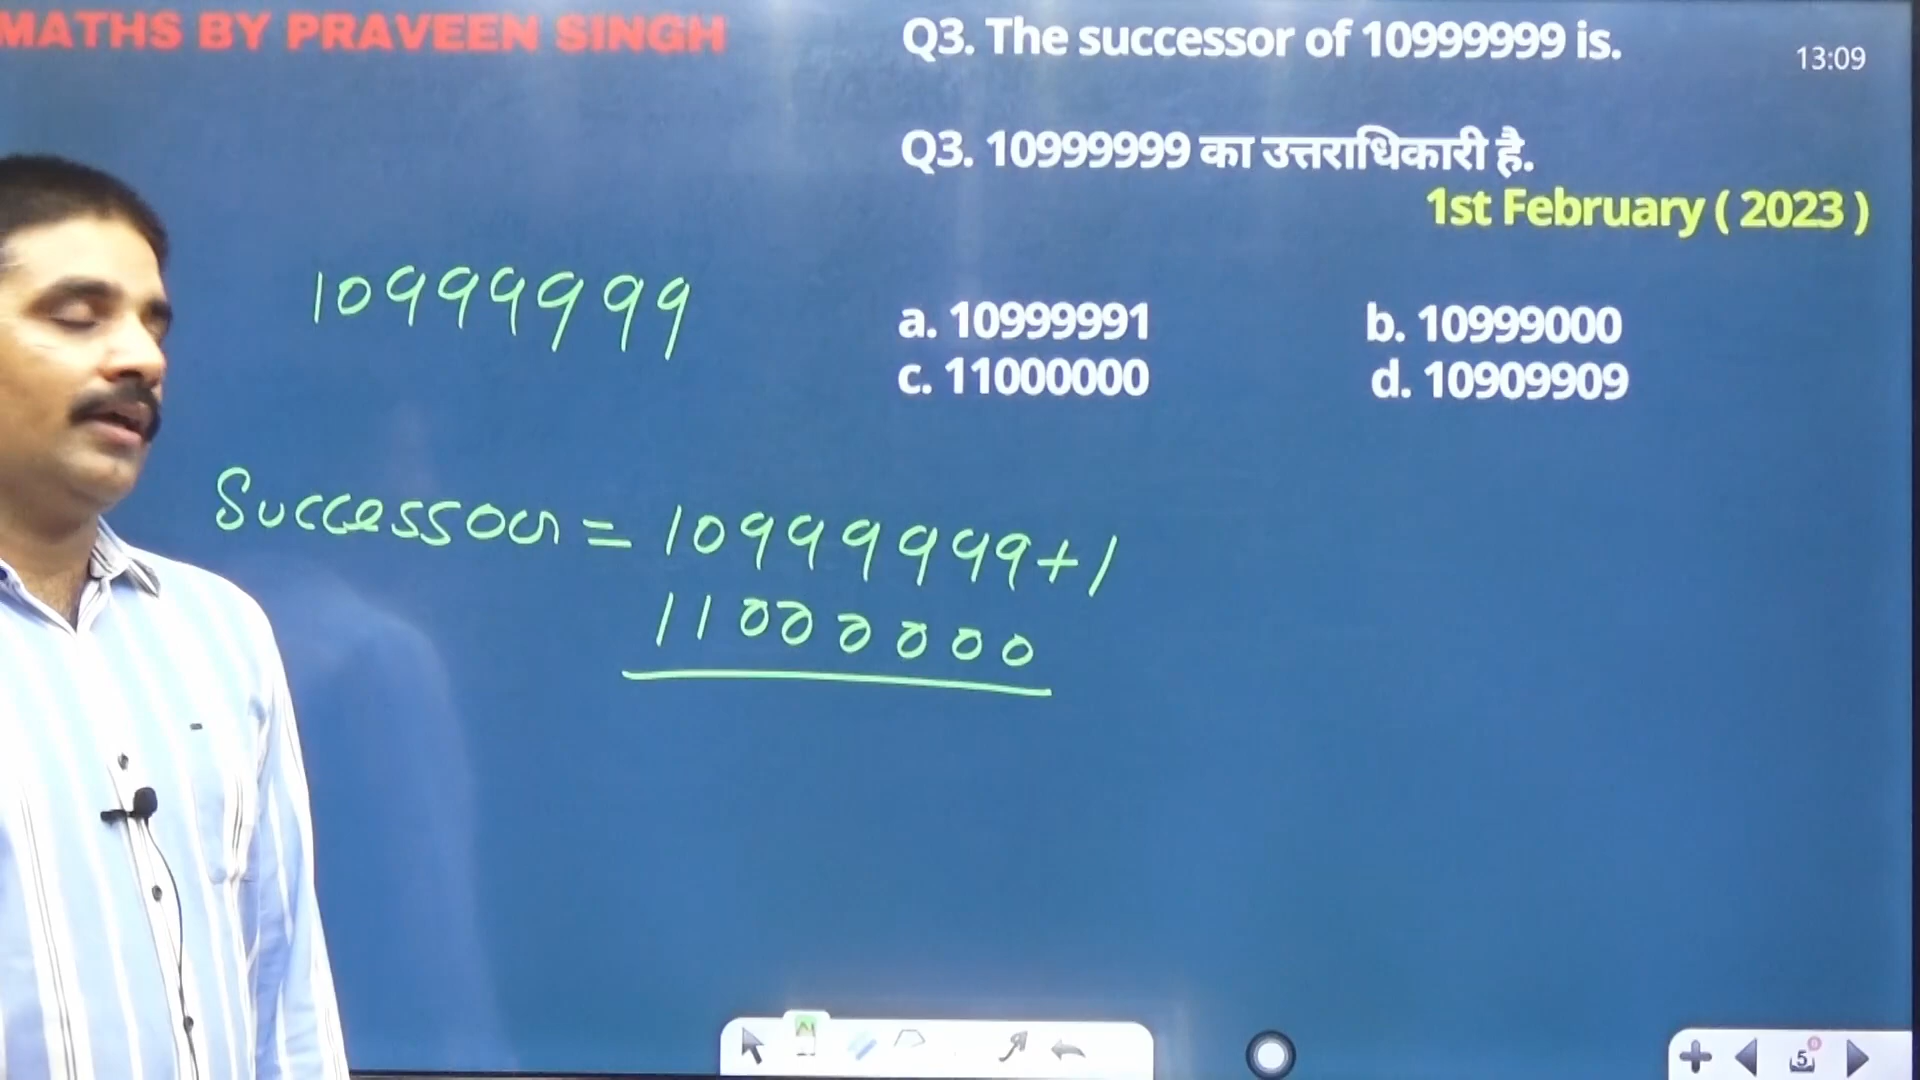 MATHS BY PRAVEEN SINGH
Q3. The successor of 10999999 is.
13:09
Q3. 10999999 का उत्तराधिकारी है.
1st February ( 2023 )
10999999
a. 10999991
b. 10999000
c. 11000000
d. 10909909
Successor = 10999999+1
11000000
5